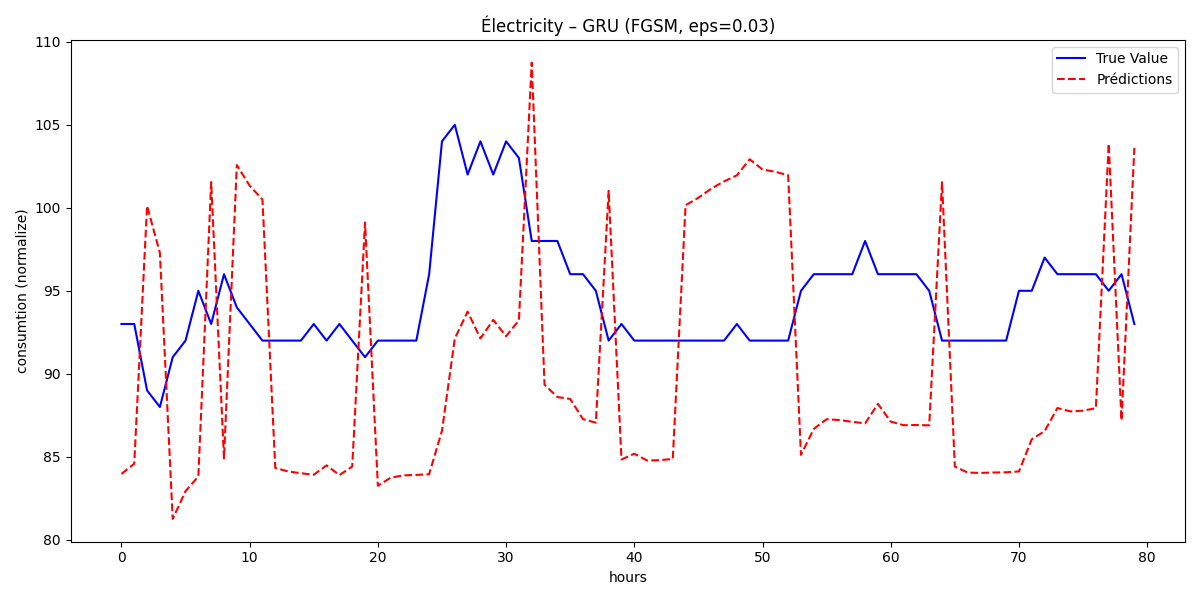 Électricity – GRU (FGSM, eps=0.03)
110
105
100
95
90
85
80
consumtion (normalize)
True Value
Prédictions
0 10 20 30 40 50 60 70 80
hours